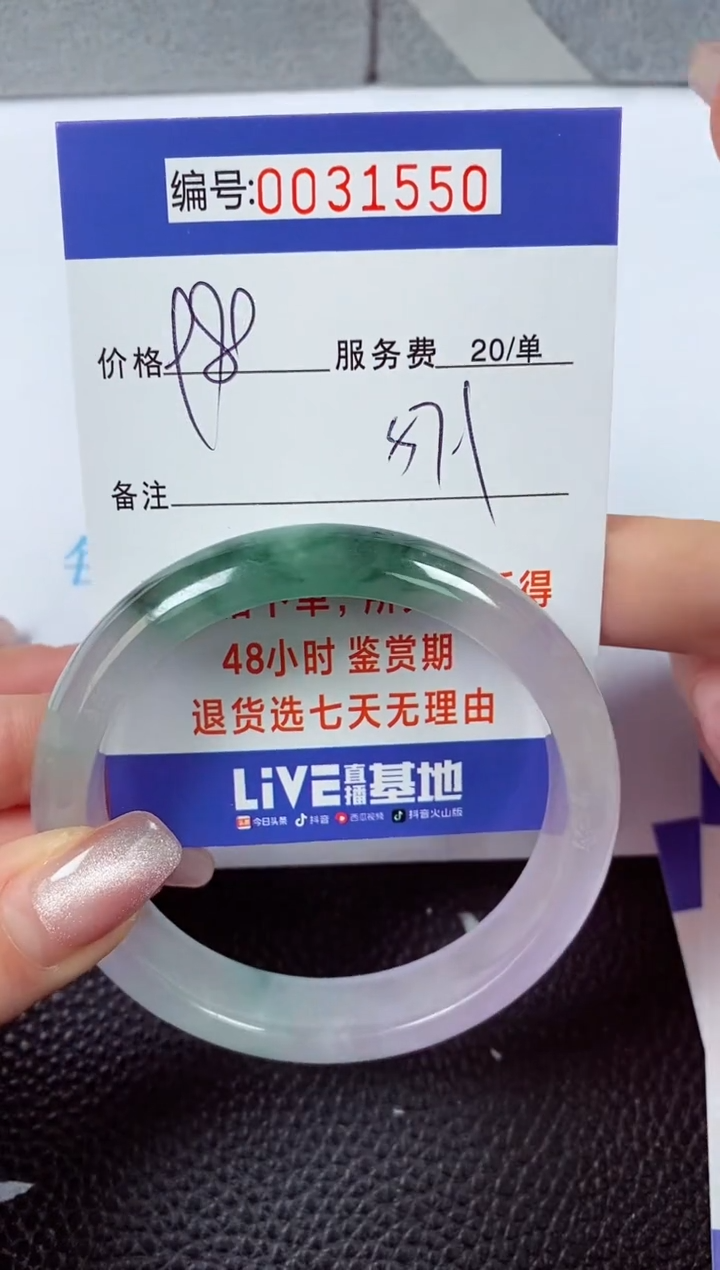 编号:0031550
价格 服务费 20/单
备注
48小时 鉴赏期
退货选七天无理由
LiVE直播基地
今日头条 抖音 西瓜视频 抖音火山版